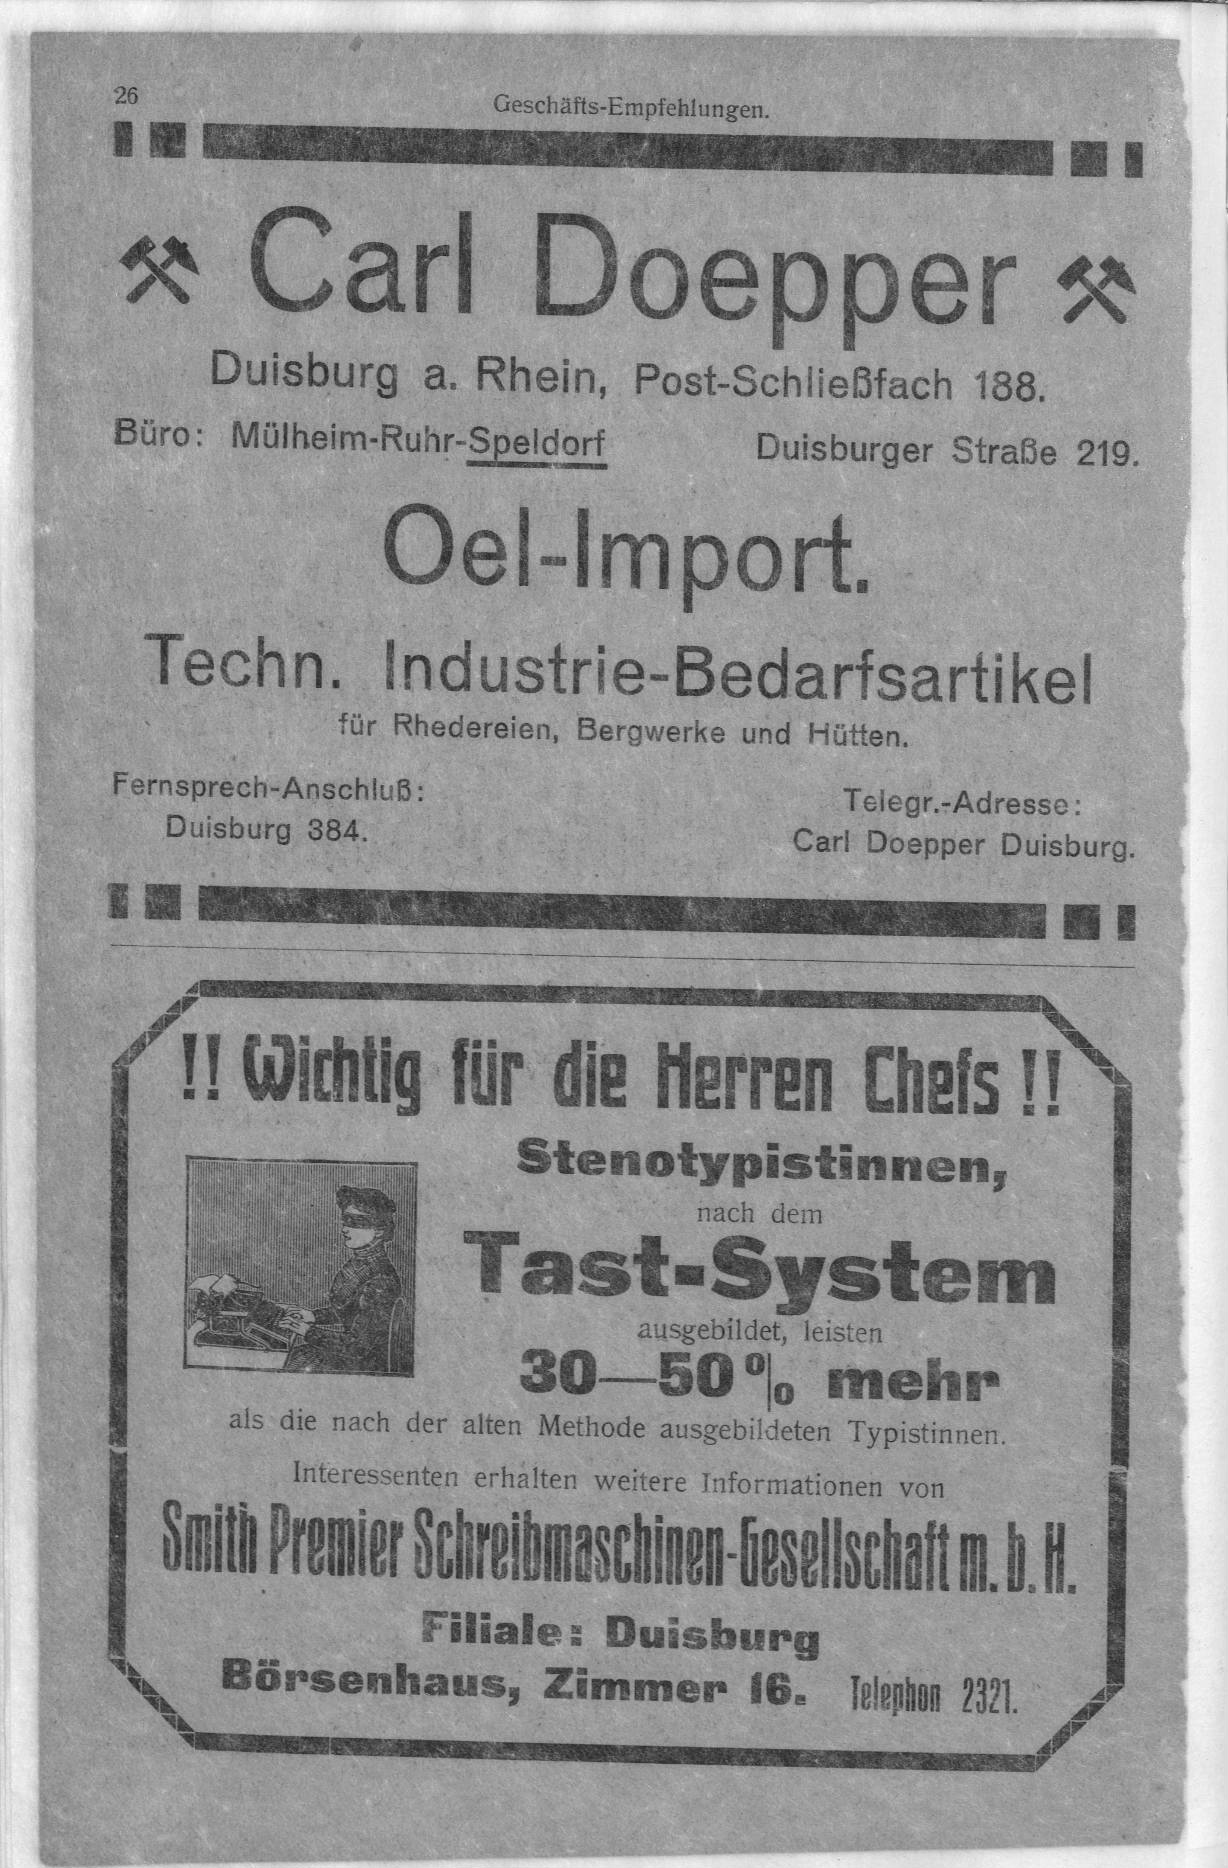 26
Geschäfts-Empfehlungen.
Carl Doepper
Duisburg a. Rhein, Post-Schließfach 188.
Büro: Mülheim-Ruhr-Speldorf Duisburger Straße 219.
Oel-Import.
Techn. Industrie-Bedarfsartikel
für Rhedereien, Bergwerke und Hütten.
Fernsprech-Anschluß:
Duisburg 384.
Telegr.-Adresse:
Carl Doepper Duisburg.
!! Wichtig für die Herren Chefs !!
Stenotypistinnen,
nach dem
Tast-System
ausgebildet, leisten
30—50% mehr
als die nach der alten Methode ausgebildeten Typistinnen.
Interessenten erhalten weitere Informationen von
Smith Premier Schreibmaschinen-Gesellschaft m. b. H.
Filiale: Duisburg
Börsenhaus, Zimmer 16. Telephon 2321.